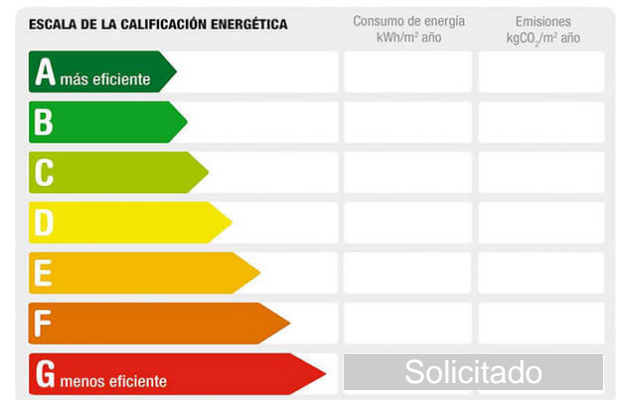 ESCALA DE LA CALIFICACIÓN ENERGÉTICA
Consumo de energía
kWh/m² año
Emisiones
kgCO₂/m² año
A más eficiente
B
C
D
E
F
G menos eficiente
Solicitado